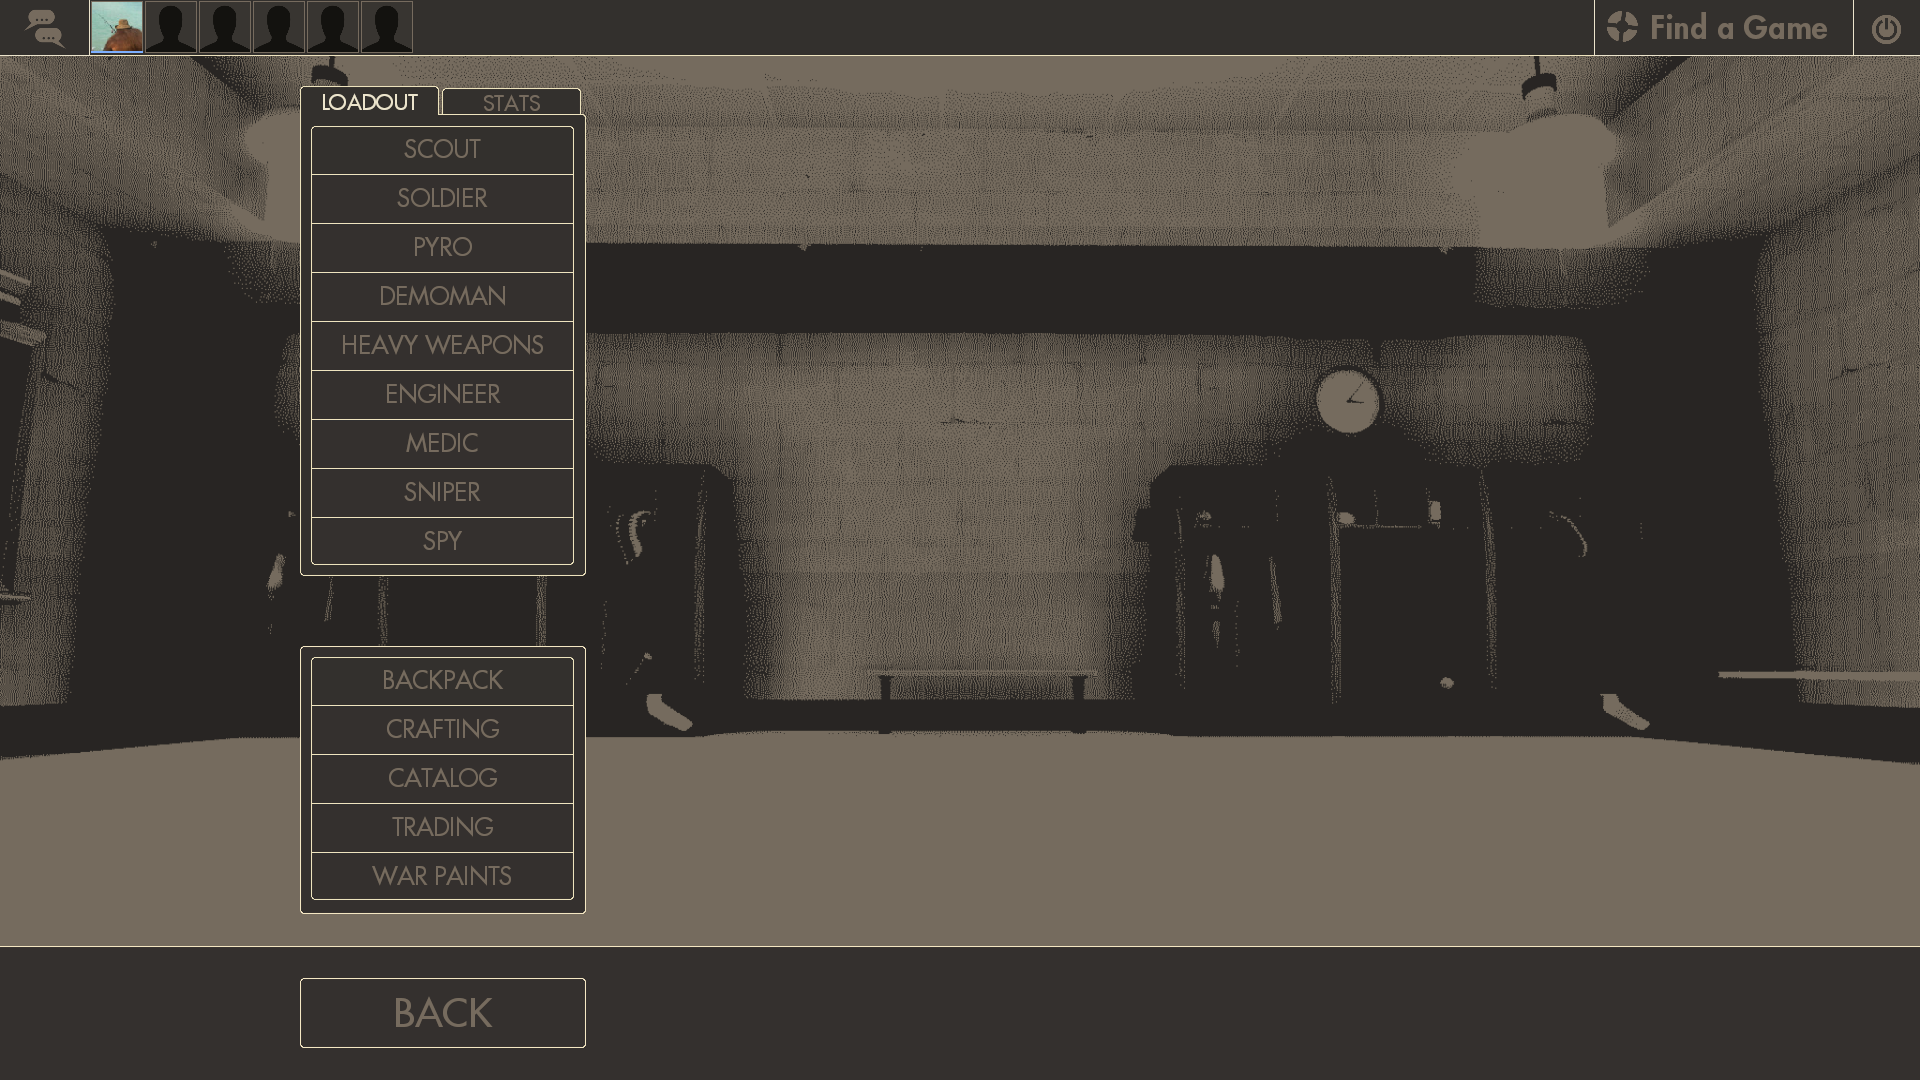 Find a Game
LOADOUT
STATS
SCOUT
SOLDIER
PYRO
DEMOMAN
HEAVY WEAPONS
ENGINEER
MEDIC
SNIPER
SPY
BACKPACK
CRAFTING
CATALOG
TRADING
WAR PAINTS
BACK